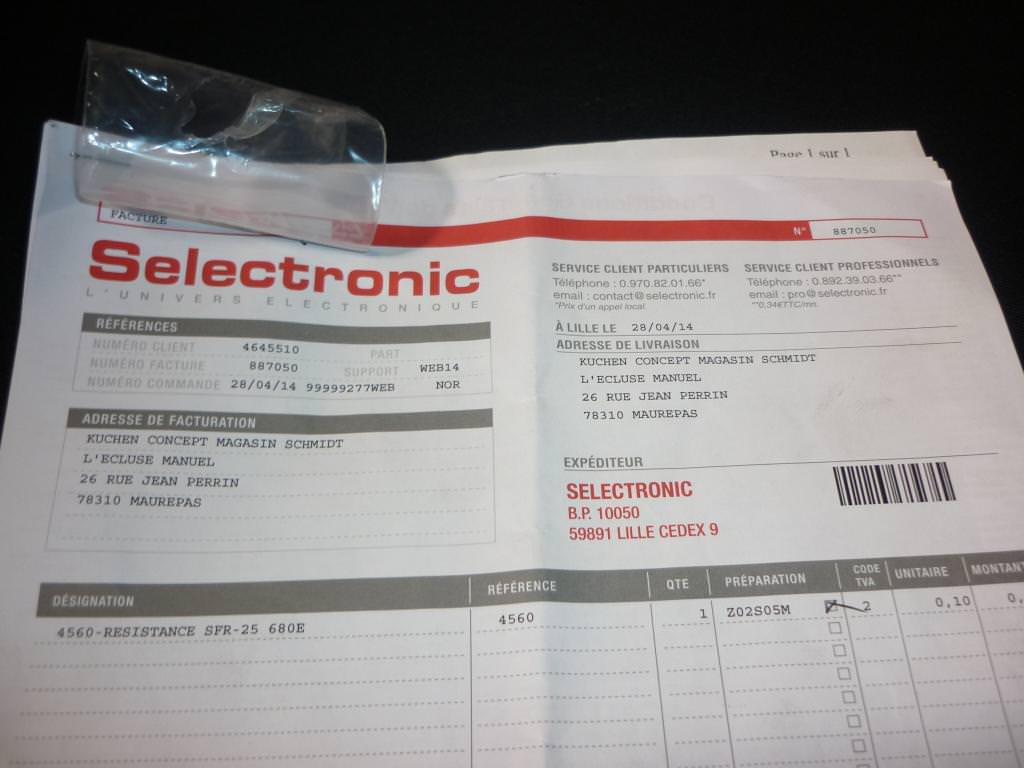 Page 1 sur 1
FACTURE
N° 887050
Selectronic
L'UNIVERS ELECTRONIQUE
SERVICE CLIENT PARTICULIERS
Téléphone : 0.970.82.01.66*
email : contact@selectronic.fr
*Prix d'un appel local.
SERVICE CLIENT PROFESSIONNELS
Téléphone : 0.892.39.03.66**
email : pro@selectronic.fr
**0,34€TTC/mn.
RÉFÉRENCES
NUMÉRO CLIENT 4645510 PART
NUMÉRO FACTURE 887050 SUPPORT WEB14
NUMÉRO COMMANDE 28/04/14 99999277WEB NOR
À LILLE LE 28/04/14
ADRESSE DE LIVRAISON
KUCHEN CONCEPT MAGASIN SCHMIDT
L'ECLUSE MANUEL
26 RUE JEAN PERRIN
78310 MAUREPAS
ADRESSE DE FACTURATION
KUCHEN CONCEPT MAGASIN SCHMIDT
L'ECLUSE MANUEL
26 RUE JEAN PERRIN
78310 MAUREPAS
EXPÉDITEUR
SELECTRONIC
B.P. 10050
59891 LILLE CEDEX 9
DÉSIGNATION RÉFÉRENCE QTE PRÉPARATION CODE TVA UNITAIRE MONTANT
4560-RESISTANCE SFR-25 680E 4560 1 Z02S05M 2 0,10 0,